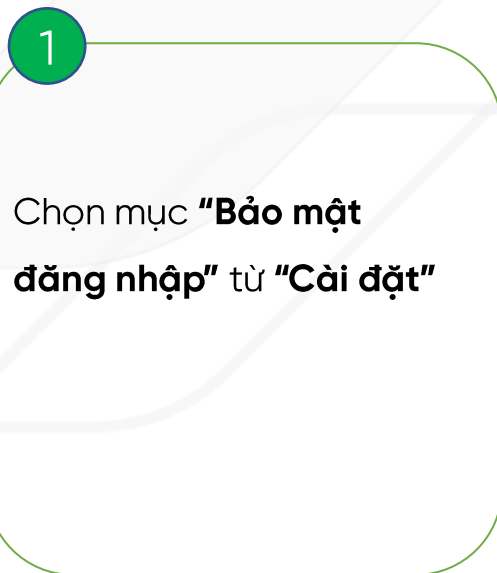 1
Chọn mục “Bảo mật
đăng nhập” từ “Cài đặt”